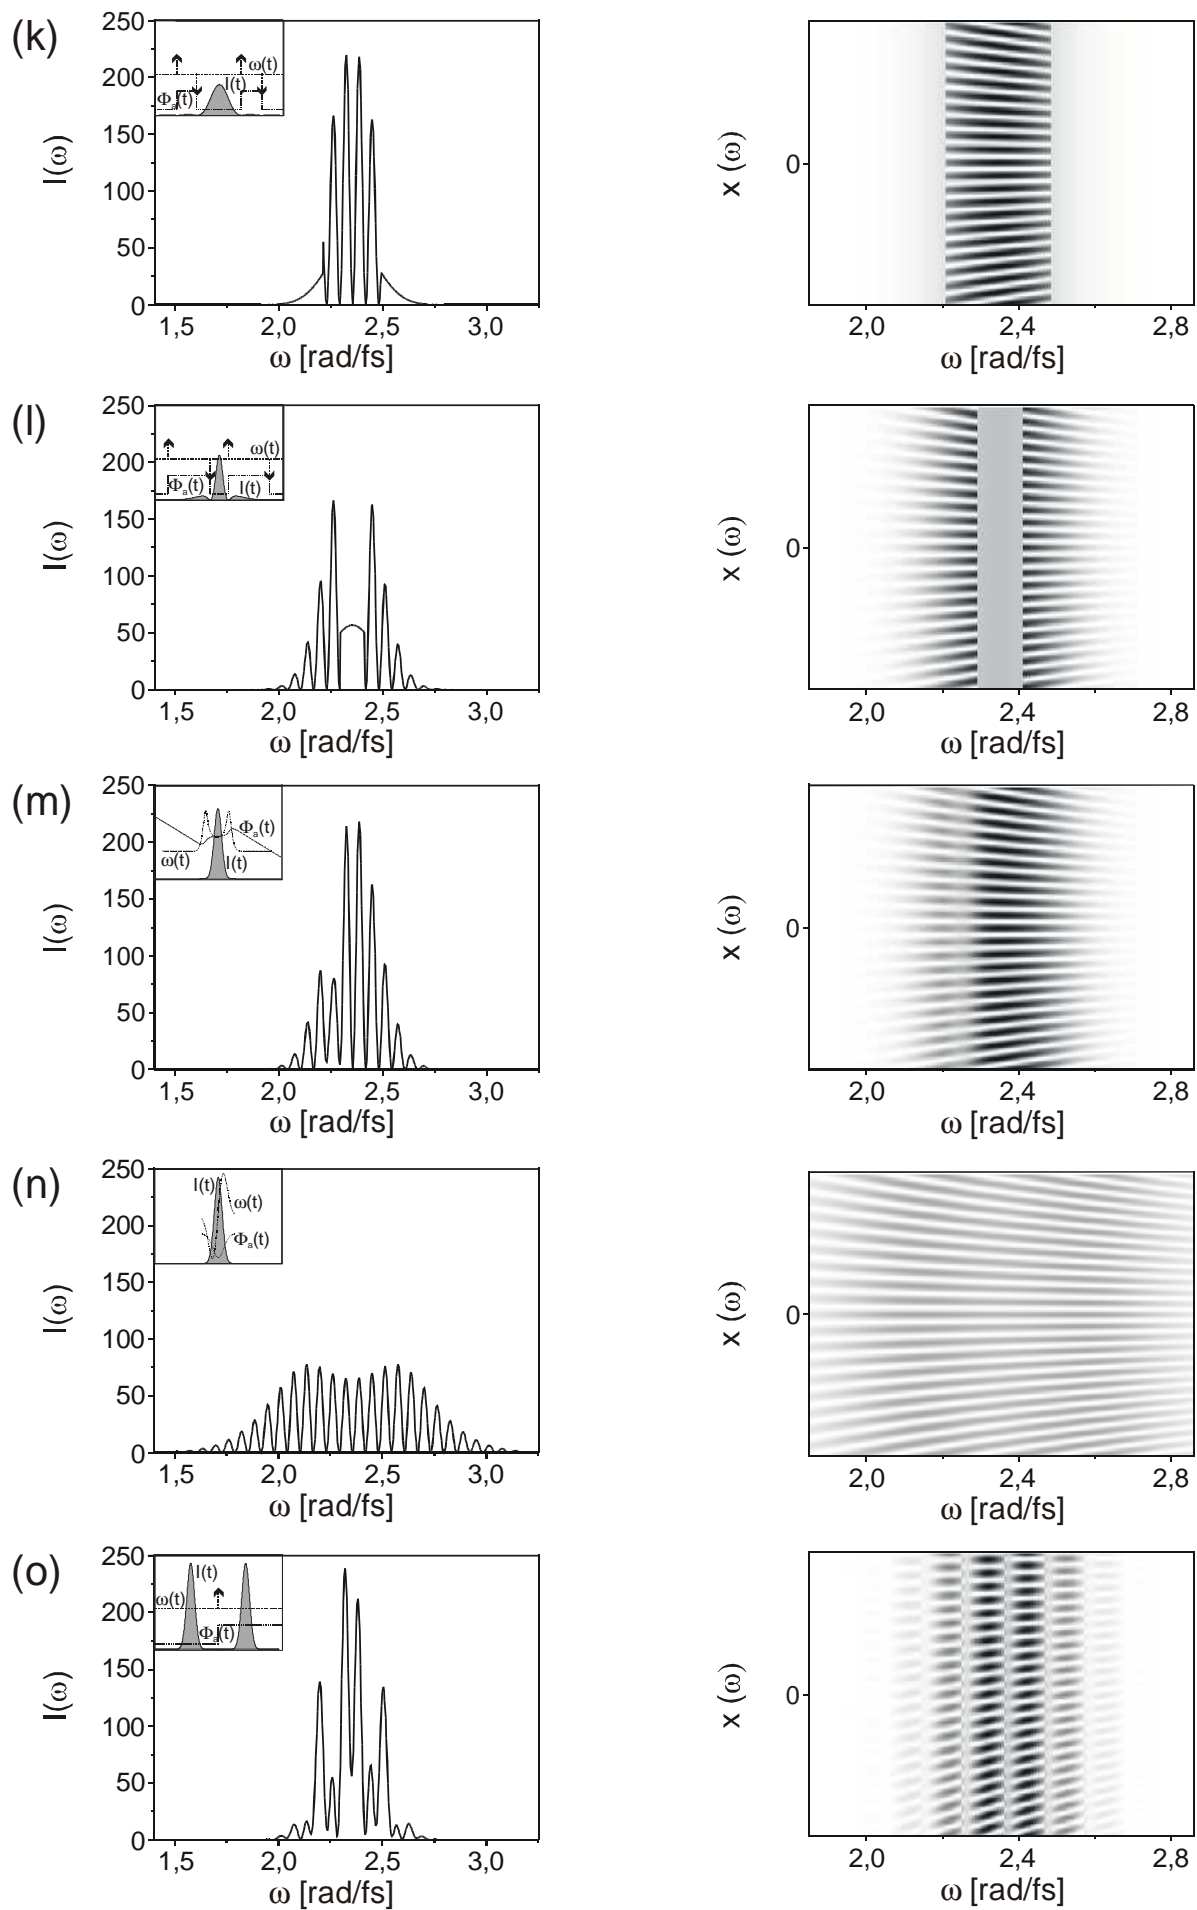 (k)
250
200
150
100
50
0
I(ω)
ω(t)
I(t)
Φa(t)
1,5 2,0 2,5 3,0
ω [rad/fs]
x (ω)
0
2,0 2,4 2,8
ω [rad/fs]
(l)
250
200
150
100
50
0
I(ω)
ω(t)
Φa(t) I(t)
1,5 2,0 2,5 3,0
ω [rad/fs]
x (ω)
0
2,0 2,4 2,8
ω [rad/fs]
(m)
250
200
150
100
50
0
I(ω)
Φa(t)
ω(t) I(t)
1,5 2,0 2,5 3,0
ω [rad/fs]
x (ω)
0
2,0 2,4 2,8
ω [rad/fs]
(n)
250
200
150
100
50
0
I(ω)
I(t)
ω(t)
Φa(t)
1,5 2,0 2,5 3,0
ω [rad/fs]
x (ω)
0
2,0 2,4 2,8
ω [rad/fs]
(o)
250
200
150
100
50
0
I(ω)
I(t)
ω(t)
Φa(t)
1,5 2,0 2,5 3,0
ω [rad/fs]
x (ω)
0
2,0 2,4 2,8
ω [rad/fs]